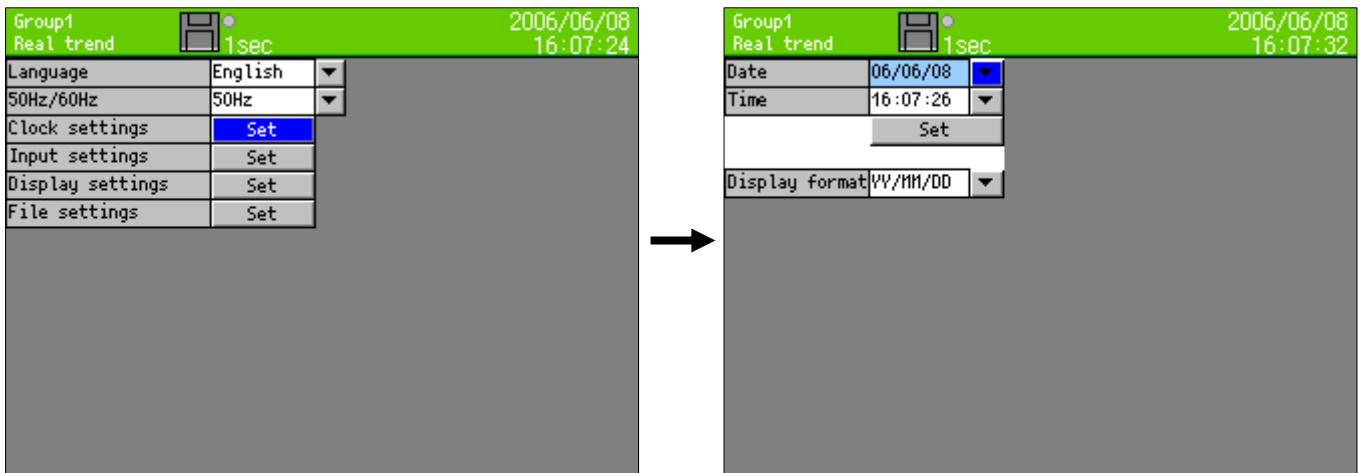 Group1 2006/06/08
Real trend 1sec 16:07:24
Language English
50Hz/60Hz 50Hz
Clock settings Set
Input settings Set
Display settings Set
File settings Set
Group1 2006/06/08
Real trend 1sec 16:07:32
Date 06/06/08
Time 16:07:26
Set
Display format YY/MM/DD